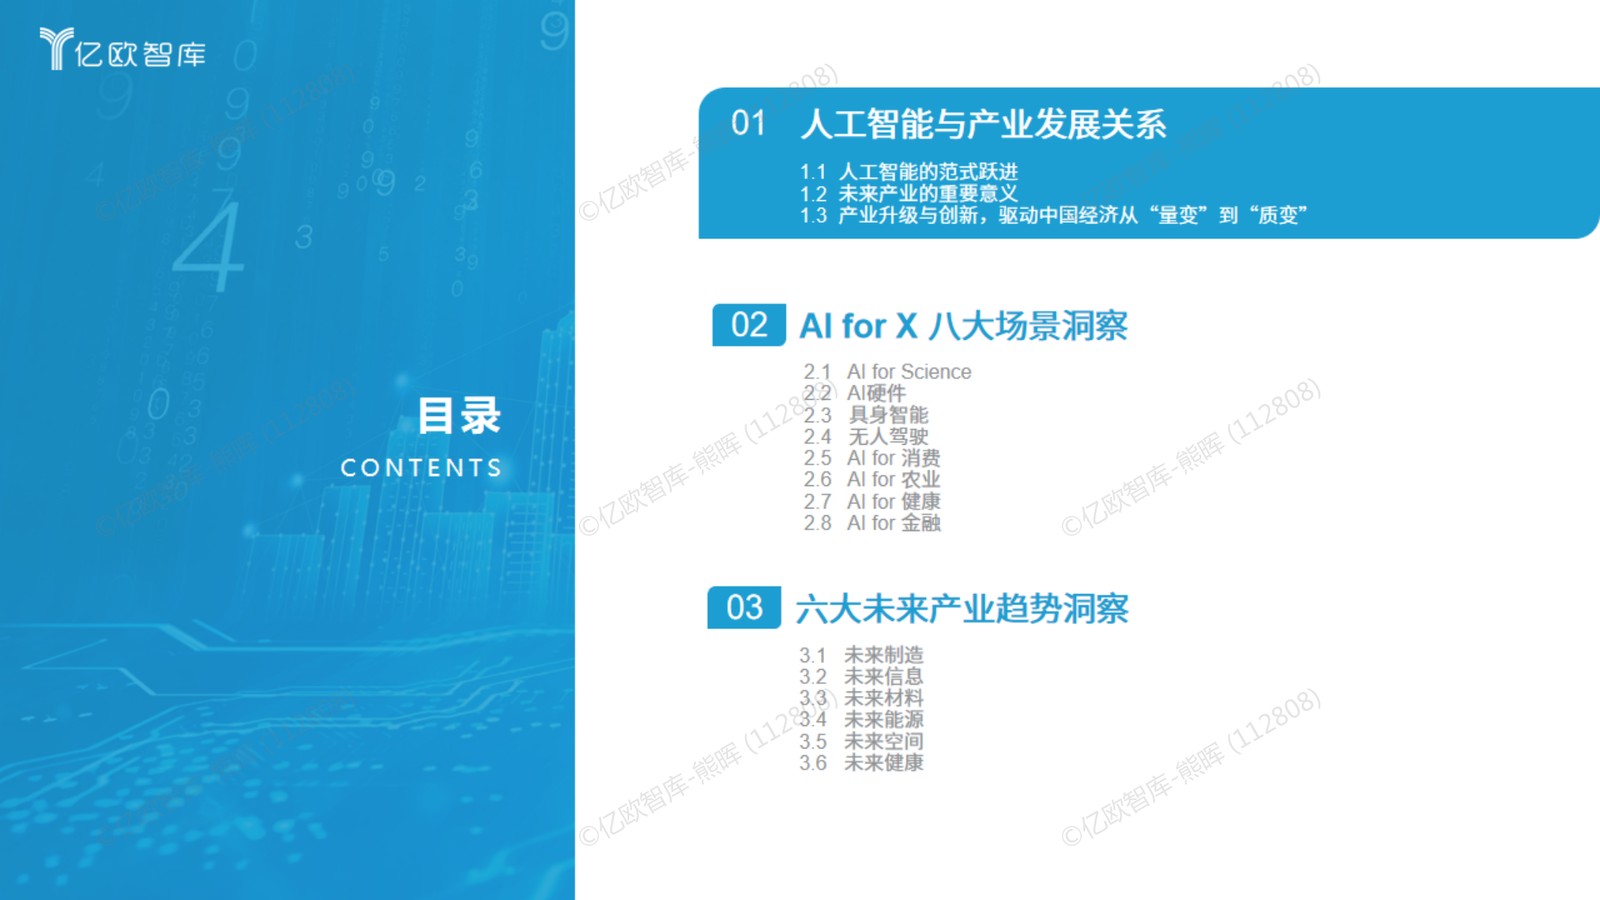 亿欧智库
目录
CONTENTS
01 人工智能与产业发展关系
1.1 人工智能的范式跃进
1.2 未来产业的重要意义
1.3 产业升级与创新，驱动中国经济从“量变”到“质变”
02 AI for X 八大场景洞察
2.1 AI for Science
2.2 AI硬件
2.3 具身智能
2.4 无人驾驶
2.5 AI for 消费
2.6 AI for 农业
2.7 AI for 健康
2.8 AI for 金融
03 六大未来产业趋势洞察
3.1 未来制造
3.2 未来信息
3.3 未来材料
3.4 未来能源
3.5 未来空间
3.6 未来健康
©亿欧智库-熊晖 (112808)
©亿欧智库-熊晖 (112808)
©亿欧智库-熊晖 (112808)
©亿欧智库-熊晖 (112808)